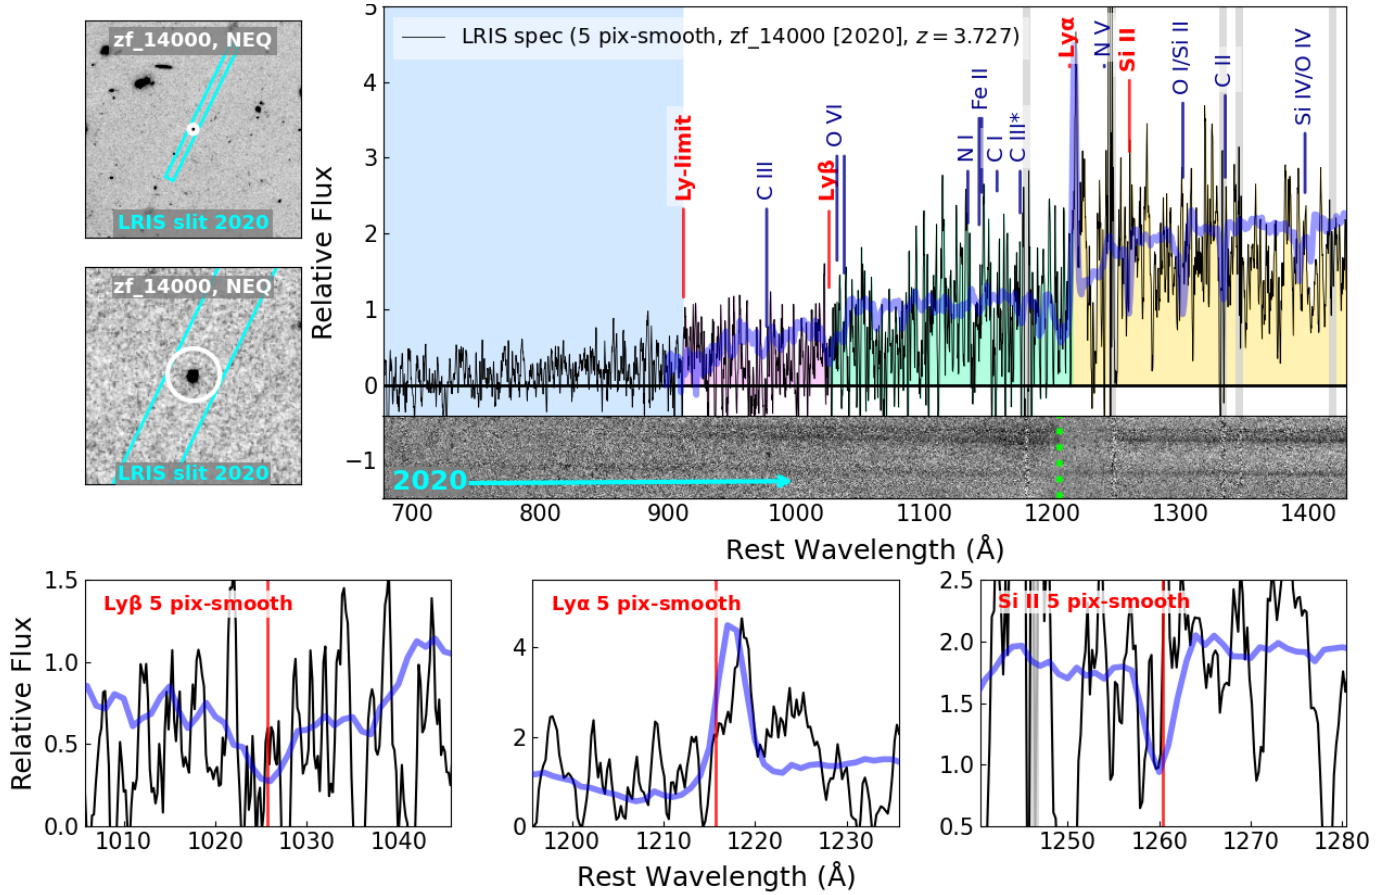 zf_14000, NEQ
LRIS slit 2020
zf_14000, NEQ
LRIS slit 2020
Relative Flux
5
4
3
2
1
0
−1
LRIS spec (5 pix-smooth, zf_14000 [2020], z = 3.727)
Ly-limit
C III
Lyβ
O VI
N I
Fe II
C I
C III*
Lyα
N V
Si II
O I/Si II
C II
Si IV/O IV
2020
700 800 900 1000 1100 1200 1300 1400
Rest Wavelength (Å)
Relative Flux
1.5
1.0
0.5
0.0
Lyβ 5 pix-smooth
1010 1020 1030 1040
4
2
0
Lyα 5 pix-smooth
1200 1210 1220 1230
2.5
2.0
1.5
1.0
0.5
Si II 5 pix-smooth
1250 1260 1270 1280
Rest Wavelength (Å)